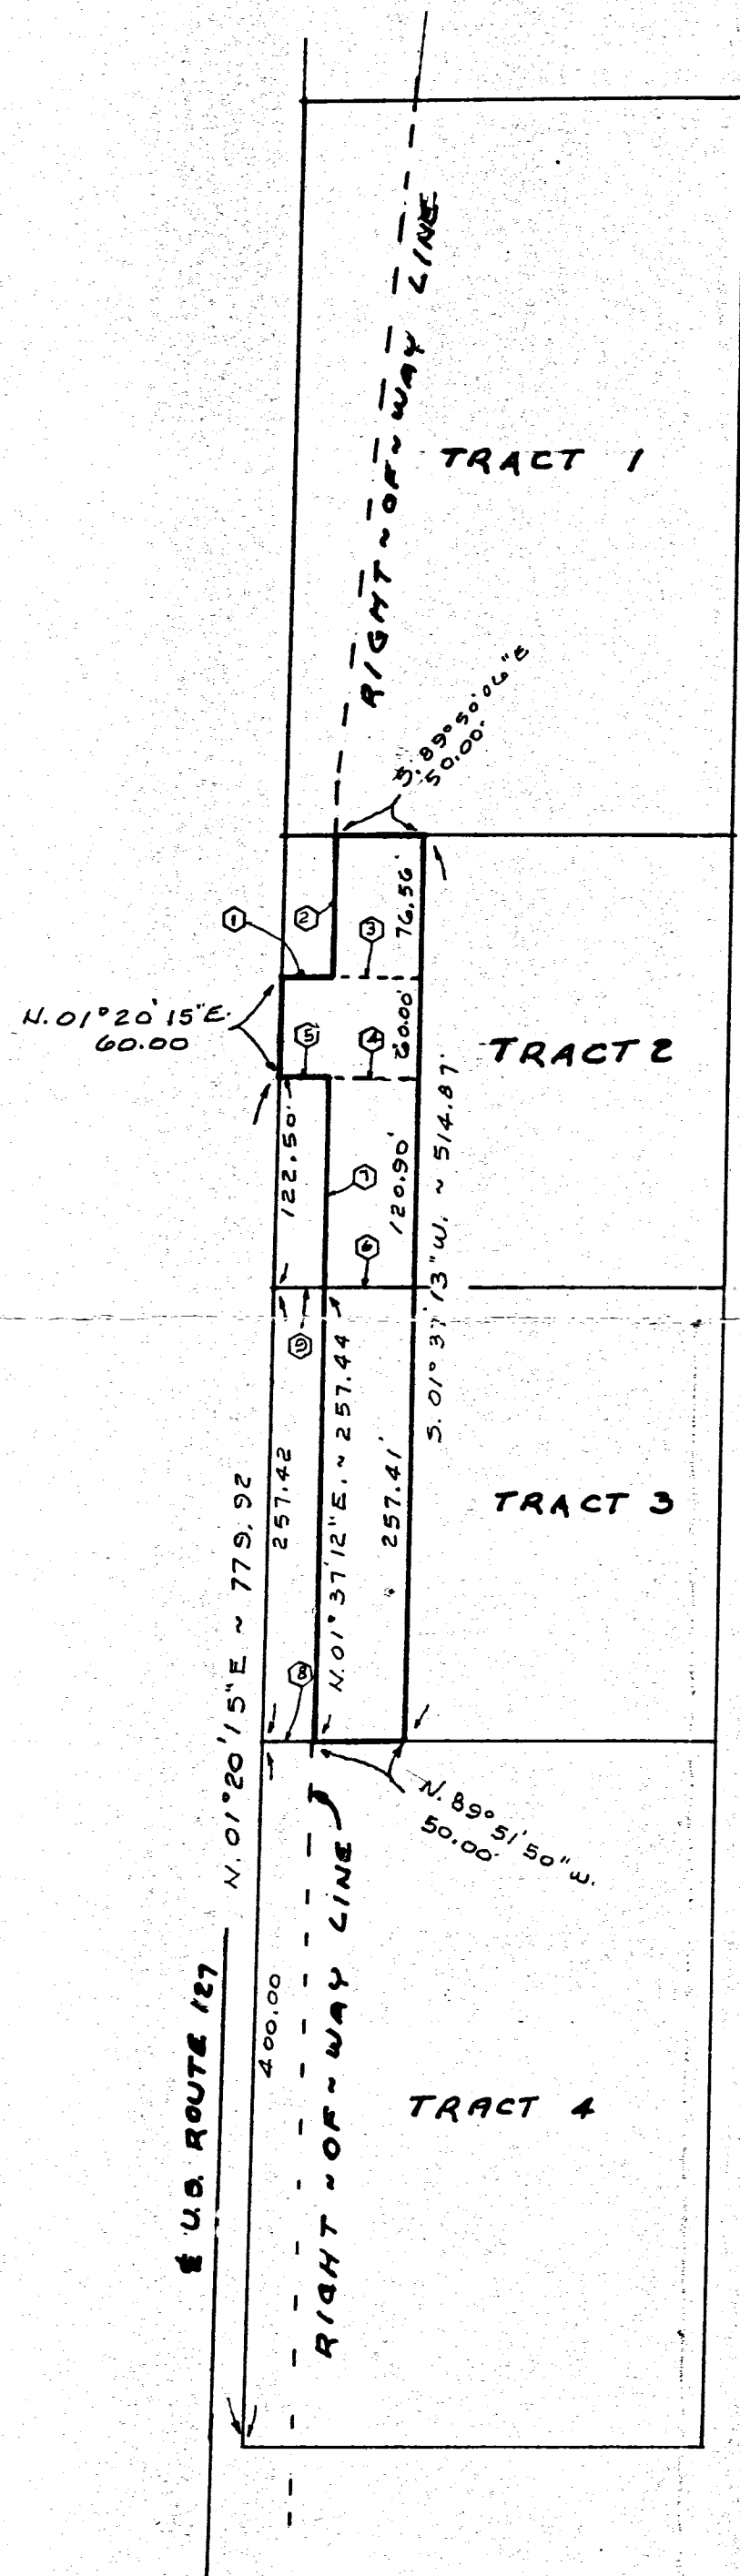 RIGHT~OF~WAY LINE
TRACT 1
S. 89°50'06"E
50.00'
1
2
3
76.56'
N. 01°20'15"E.
60.00
5
4
60.00'
TRACT 2
122.50'
7
120.90'
6
S. 01°37'13"W. ~ 514.87'
9
257.42
N. 01°37'12"E. ~ 257.44
257.41'
TRACT 3
8
N. 01°20'15"E ~ 779.92
N. 89°51'50"W.
50.00'
RIGHT~OF~WAY LINE
400.00
U.S. ROUTE 127
TRACT 4